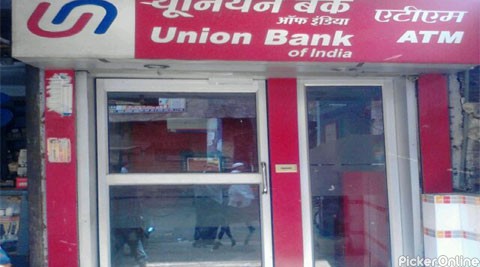 यूनियन बैंक
ऑफ इंडिया
एटीएम
Union Bank
of India
ATM
PickerOnline